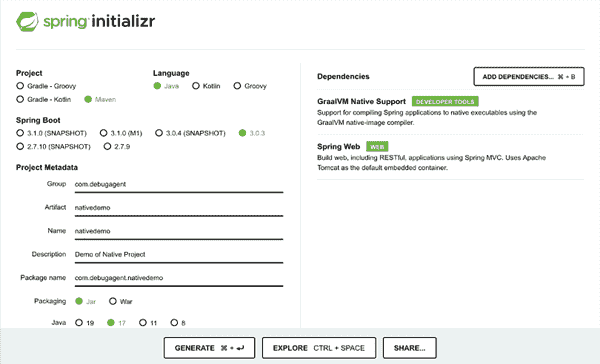 spring initializr
Project
Gradle - Groovy
Gradle - Kotlin Maven
Language
Java Kotlin Groovy
Spring Boot
3.1.0 (SNAPSHOT) 3.1.0 (M1) 3.0.4 (SNAPSHOT) 3.0.3
2.7.10 (SNAPSHOT) 2.7.9
Project Metadata
Group com.debugagent
Artifact nativedemo
Name nativedemo
Description Demo of Native Project
Package name com.debugagent.nativedemo
Packaging Jar War
Java 19 17 11 8
Dependencies ADD DEPENDENCIES... ⌘ + B
GraalVM Native Support DEVELOPER TOOLS
Support for compiling Spring applications to native executables using the
GraalVM native-image compiler.
Spring Web WEB
Build web, including RESTful, applications using Spring MVC. Uses Apache
Tomcat as the default embedded container.
GENERATE ⌘ + ↵ EXPLORE CTRL + SPACE SHARE...